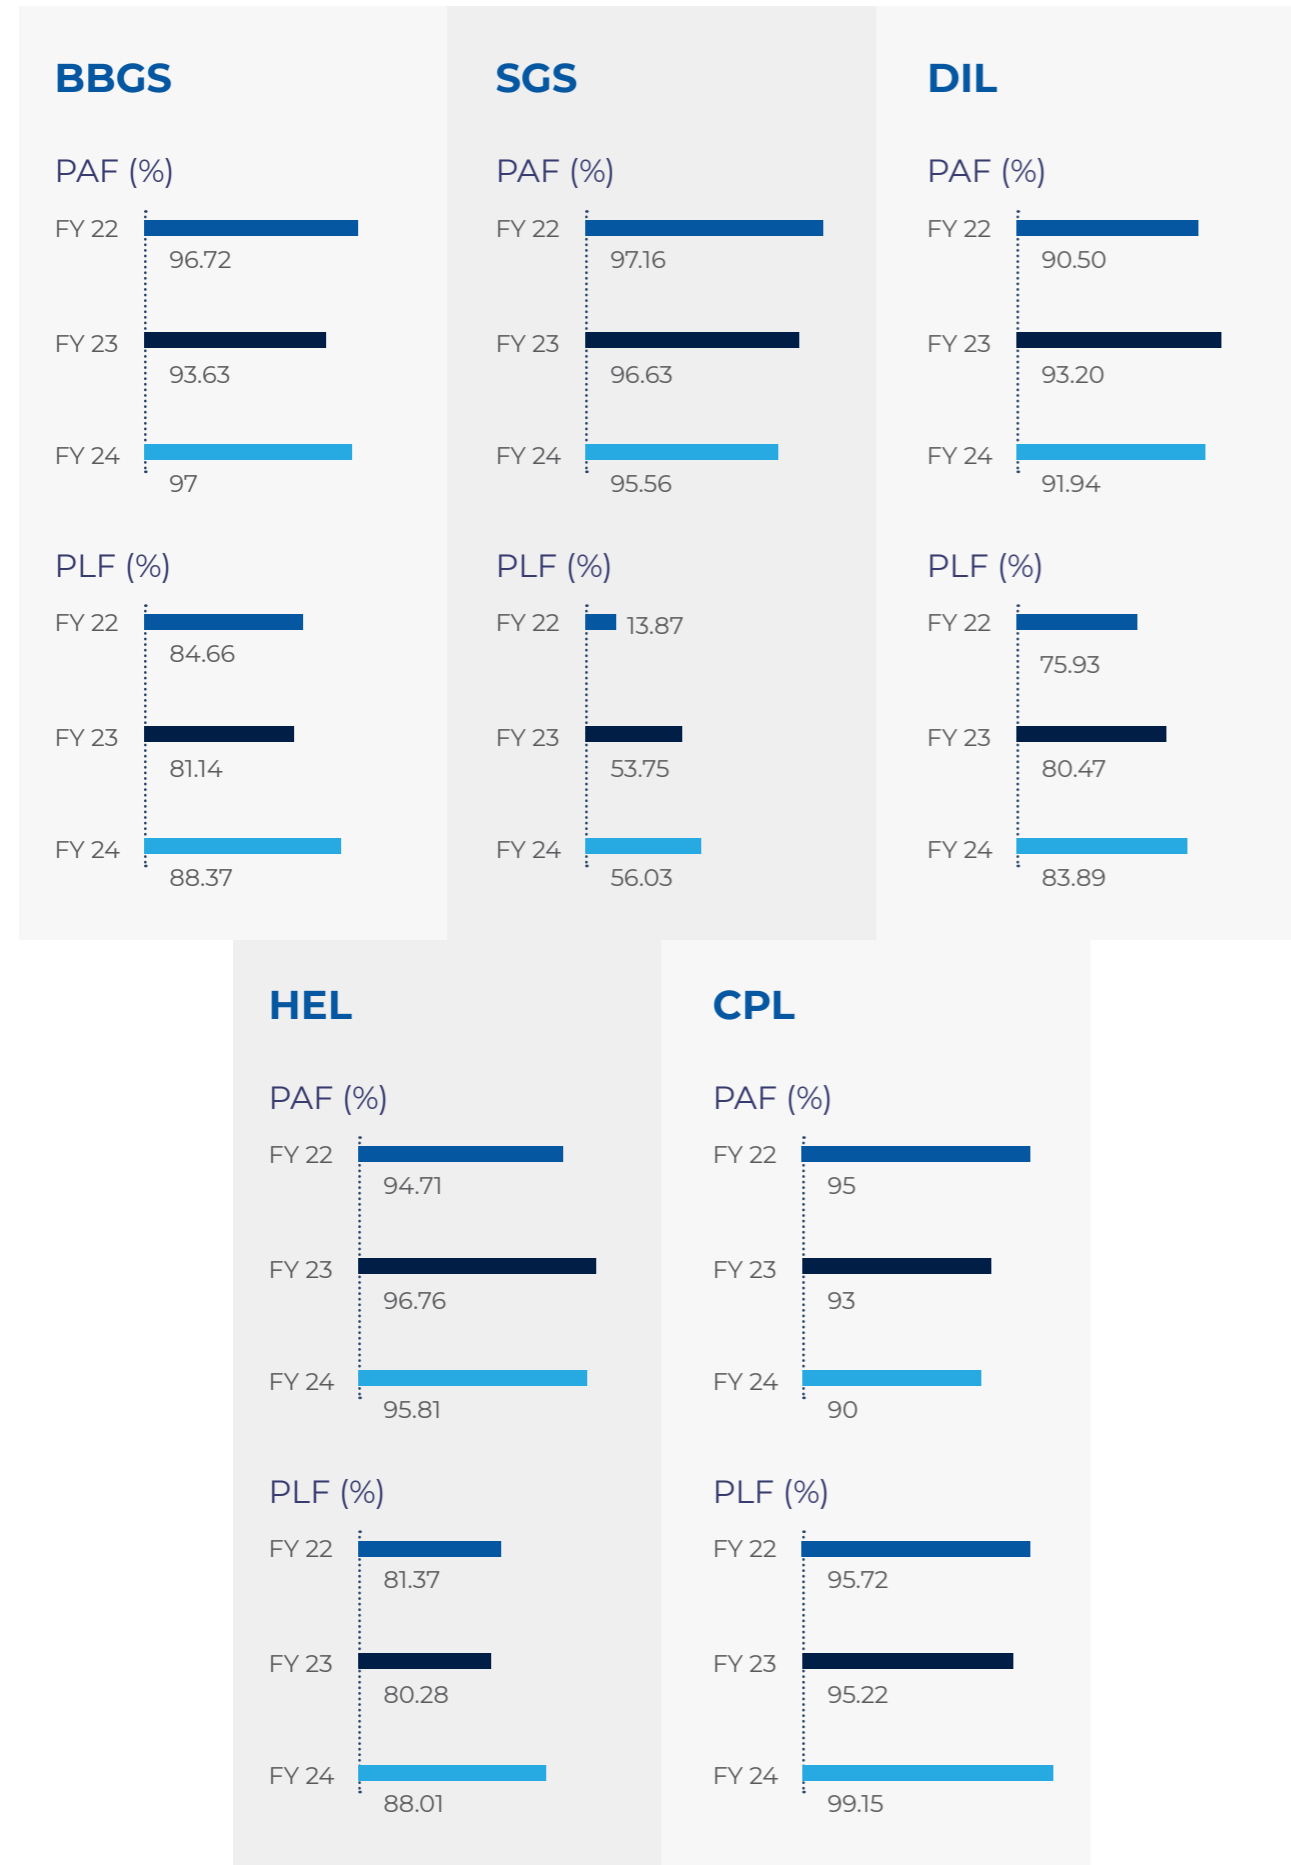 BBGS
PAF (%)
FY 22
96.72
FY 23
93.63
FY 24
97
PLF (%)
FY 22
84.66
FY 23
81.14
FY 24
88.37
SGS
PAF (%)
FY 22
97.16
FY 23
96.63
FY 24
95.56
PLF (%)
FY 22
13.87
FY 23
53.75
FY 24
56.03
DIL
PAF (%)
FY 22
90.50
FY 23
93.20
FY 24
91.94
PLF (%)
FY 22
75.93
FY 23
80.47
FY 24
83.89
HEL
PAF (%)
FY 22
94.71
FY 23
96.76
FY 24
95.81
PLF (%)
FY 22
81.37
FY 23
80.28
FY 24
88.01
CPL
PAF (%)
FY 22
95
FY 23
93
FY 24
90
PLF (%)
FY 22
95.72
FY 23
95.22
FY 24
99.15